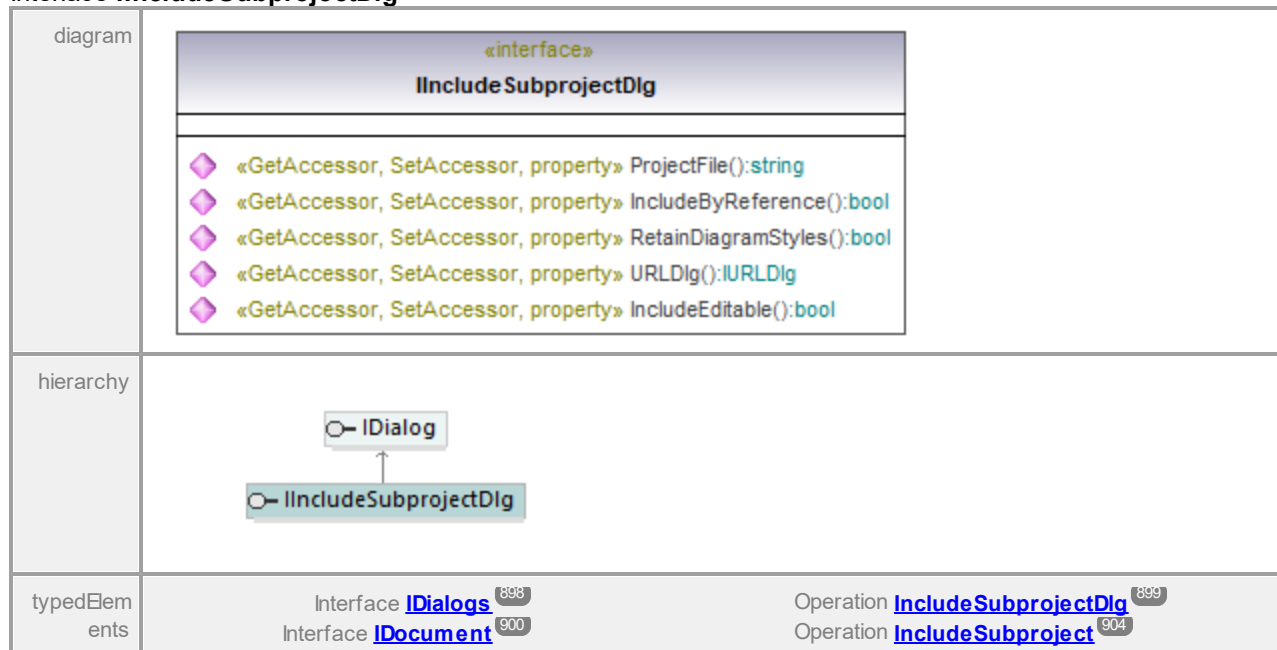 interface IIncludeSubprojectDlg
diagram
«interface»
IIncludeSubprojectDlg
«GetAccessor, SetAccessor, property» ProjectFile():string
«GetAccessor, SetAccessor, property» IncludeByReference():bool
«GetAccessor, SetAccessor, property» RetainDiagramStyles():bool
«GetAccessor, SetAccessor, property» URLDlg():IURLDlg
«GetAccessor, SetAccessor, property» IncludeEditable():bool
hierarchy
IDialog
IIncludeSubprojectDlg
typedElem
ents
Interface IDialogs 898
Operation IncludeSubprojectDlg 899
Interface IDocument 900
Operation IncludeSubproject 904